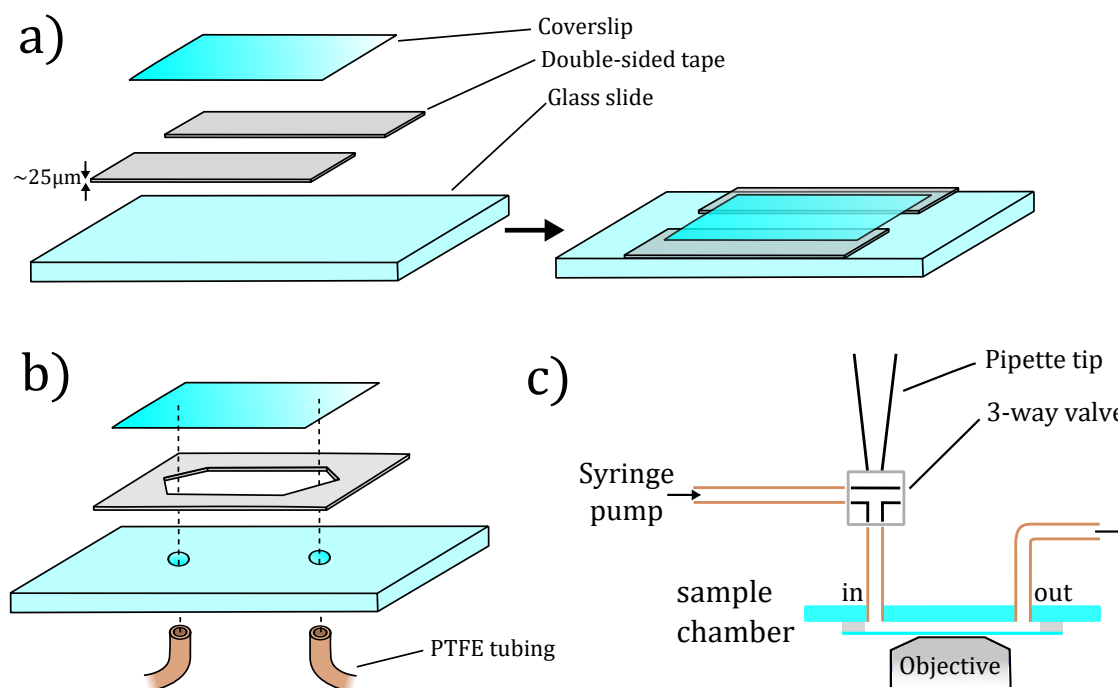 a)
Coverslip
Double-sided tape
Glass slide
~25μm
b)
PTFE tubing
c)
Pipette tip
3-way valve
Syringe
pump
in
out
sample
chamber
Objective